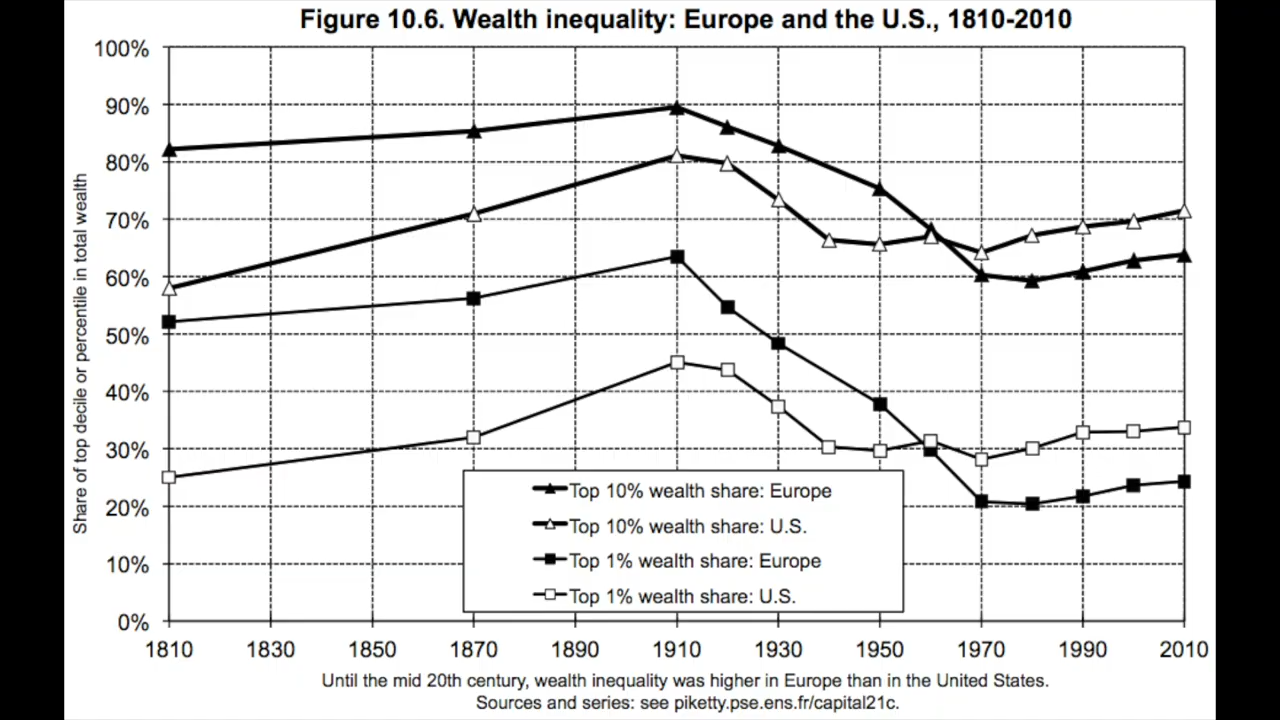 Figure 10.6. Wealth inequality: Europe and the U.S., 1810-2010
Share of top decile or percentile in total wealth
100%
90%
80%
70%
60%
50%
40%
30%
20%
10%
0%
Top 10% wealth share: Europe
Top 10% wealth share: U.S.
Top 1% wealth share: Europe
Top 1% wealth share: U.S.
1810 1830 1850 1870 1890 1910 1930 1950 1970 1990 2010
Until the mid 20th century, wealth inequality was higher in Europe than in the United States.
Sources and series: see piketty.pse.ens.fr/capital21c.